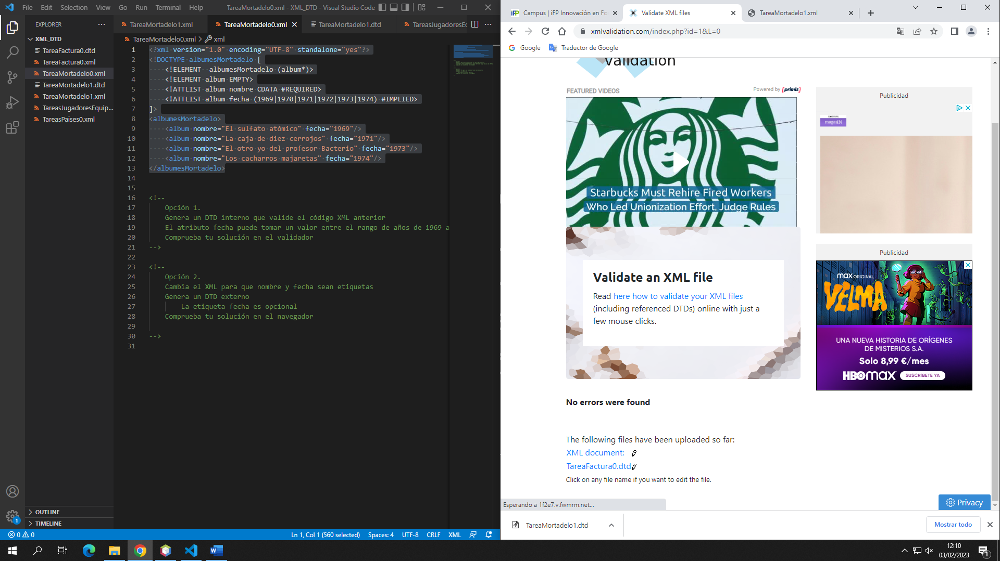 File Edit Selection View Go Run Terminal Help TareaMortadelo0.xml - XML_DTD - Visual Studio Code
EXPLORER
XML_DTD
TareaFactura0.dtd
TareaFactura0.xml
TareaMortadelo0.xml
TareaMortadelo1.dtd
TareaMortadelo1.xml
TareasJugadoresEquip...
TareasPaises0.xml
OUTLINE
TIMELINE
TareaMortadelo1.xml TareaMortadelo0.xml TareaMortadelo1.dtd TareasJugadoresEc
TareaMortadelo0.xml > xml
1 <?xml version="1.0" encoding="UTF-8" standalone="yes"?>
2 <!DOCTYPE albumesMortadelo [
3 <!ELEMENT albumesMortadelo (album*)>
4 <!ELEMENT album EMPTY>
5 <!ATTLIST album nombre CDATA #REQUIRED>
6 <!ATTLIST album fecha (1969|1970|1971|1972|1973|1974) #IMPLIED>
7 ]>
8 <albumesMortadelo>
9 <album nombre="El sulfato atómico" fecha="1969"/>
10 <album nombre="La caja de diez cerrojos" fecha="1971"/>
11 <album nombre="El otro yo del profesor Bacterio" fecha="1973"/>
12 <album nombre="Los cacharros majaretas" fecha="1974"/>
13 </albumesMortadelo>
14
15
16 <!--
17 Opción 1.
18 Genera un DTD interno que valide el código XML anterior
19 El atributo fecha puede tomar un valor entre el rango de años de 1969 a
20 Comprueba tu solución en el validador
21 -->
22
23 <!--
24 Opción 2.
25 Cambia el XML para que nombre y fecha sean etiquetas
26 Genera un DTD externo
27 La etiqueta fecha es opcional
28 Comprueba tu solución en el navegador
29
30 -->
31
0 0 Ln 1, Col 1 (560 selected) Spaces: 4 UTF-8 CRLF XML
1
Campus | iFP Innovación en Fo Validate XML files TareaMortadelo1.xml
xmlvalidation.com/index.php?id=1&L=0
Google Traductor de Google
validation
FEATURED VIDEOS Powered by [primis]
Starbucks Must Rehire Fired Workers
Who Led Unionization Effort, Judge Rules
Validate an XML file
Read here how to validate your XML files
(including referenced DTDs) online with just a
few mouse clicks.
No errors were found
The following files have been uploaded so far:
XML document:
TareaFactura0.dtd
Click on any file name if you want to edit the file.
Publicidad
magasIN
Publicidad
max ORIGINAL
VELMA
UNA NUEVA HISTORIA DE ORÍGENES
DE MISTERIOS S.A.
Solo 8,99 €/mes
HBOMAX SUSCRÍBETE YA
Privacy
Esperando a 1f2e7.v.fwmrm.net...
TareaMortadelo1.dtd Mostrar todo
12:10
03/02/2023
1